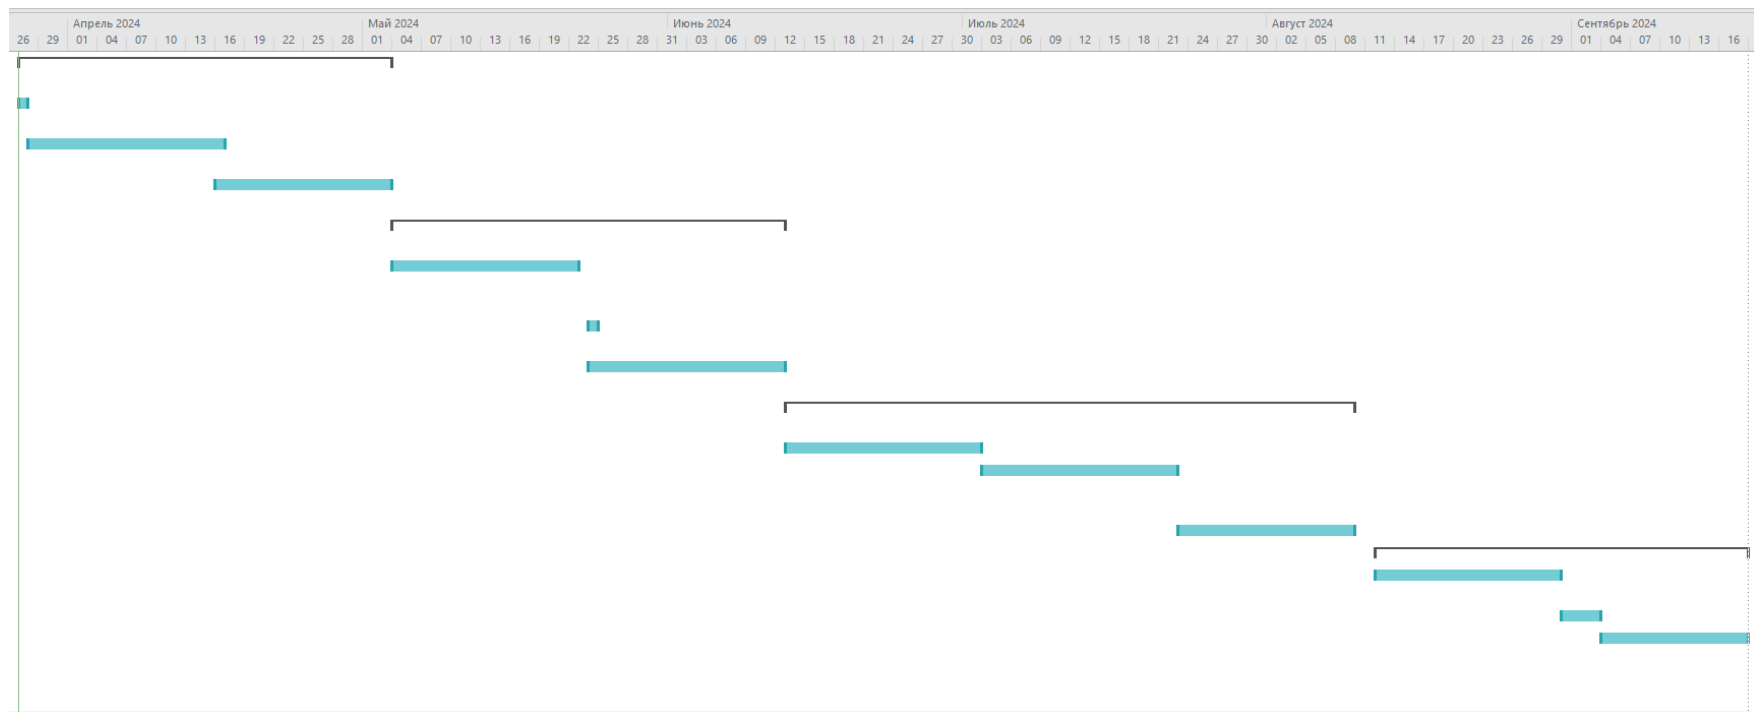 Апрель 2024 Май 2024 Июнь 2024 Июль 2024 Август 2024 Сентябрь 2024
26 29 01 04 07 10 13 16 19 22 25 28 01 04 07 10 13 16 19 22 25 28 31 03 06 09 12 15 18 21 24 27 30 03 06 09 12 15 18 21 24 27 30 02 05 08 11 14 17 20 23 26 29 01 04 07 10 13 16